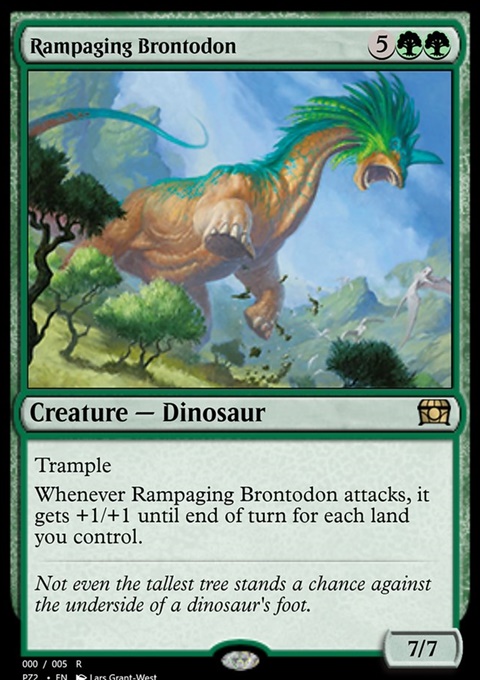 Rampaging Brontodon 5
Creature — Dinosaur
Trample
Whenever Rampaging Brontodon attacks, it
gets +1/+1 until end of turn for each land
you control.
Not even the tallest tree stands a chance against
the underside of a dinosaur's foot.
7/7
000 / 005 R
PZ2 • EN Lars Grant-West